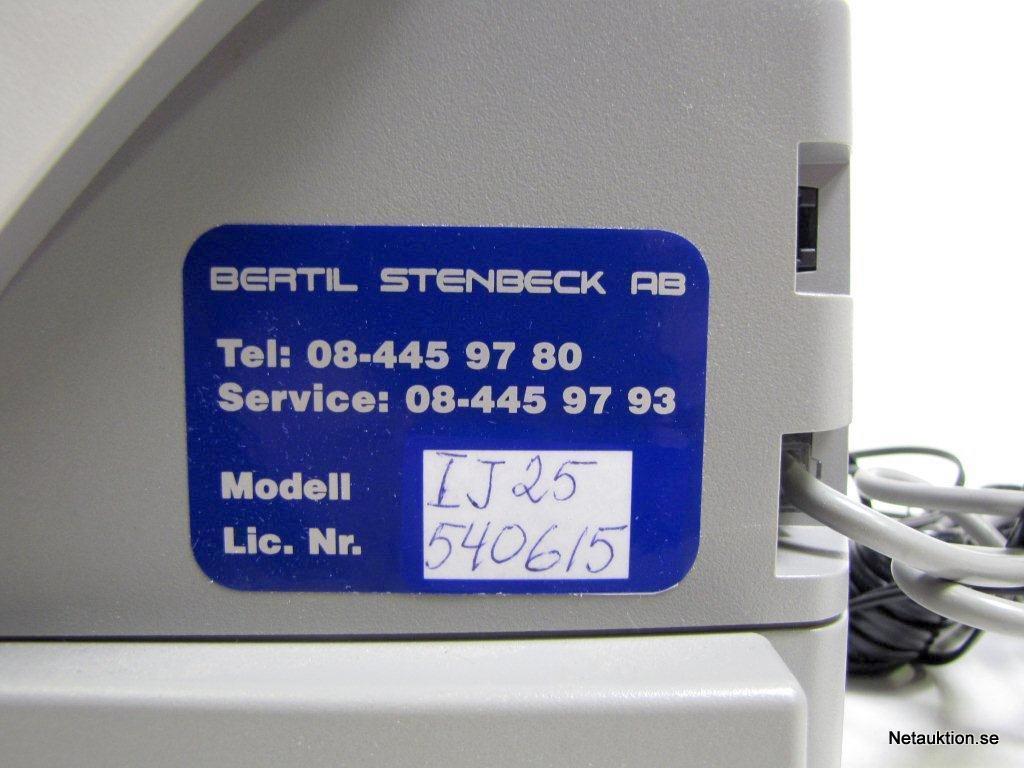 BERTIL STENBECK AB
Tel: 08-445 97 80
Service: 08-445 97 93
Modell IJ25
Lic. Nr. 540615
Netauktion.se